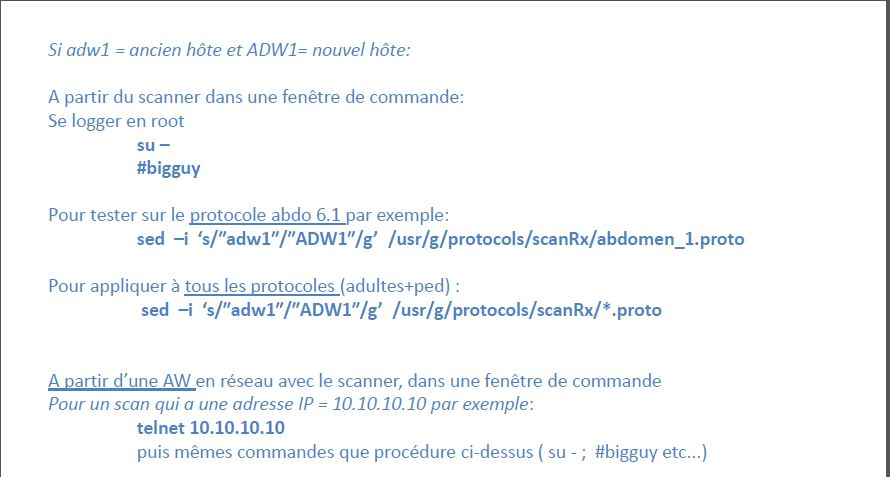 Si adw1 = ancien hôte et ADW1= nouvel hôte:
A partir du scanner dans une fenêtre de commande:
Se logger en root
su –
#bigguy
Pour tester sur le protocole abdo 6.1 par exemple:
sed –i ‘s/”adw1”/”ADW1”/g’ /usr/g/protocols/scanRx/abdomen_1.proto
Pour appliquer à tous les protocoles (adultes+ped) :
sed –i ‘s/”adw1”/”ADW1”/g’ /usr/g/protocols/scanRx/*.proto
A partir d’une AW en réseau avec le scanner, dans une fenêtre de commande
Pour un scan qui a une adresse IP = 10.10.10.10 par exemple:
telnet 10.10.10.10
puis mêmes commandes que procédure ci-dessus ( su - ; #bigguy etc...)